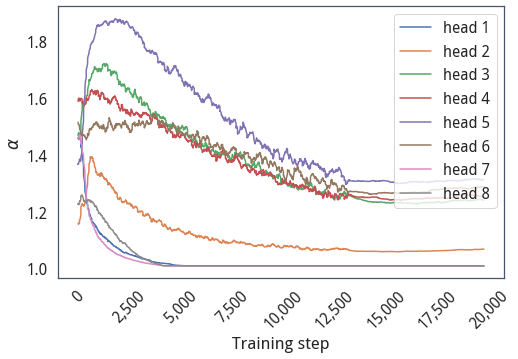 1.8
1.6
1.4
1.2
1.0
α
0
2,500
5,000
7,500
10,000
12,500
15,000
17,500
20,000
Training step
head 1
head 2
head 3
head 4
head 5
head 6
head 7
head 8